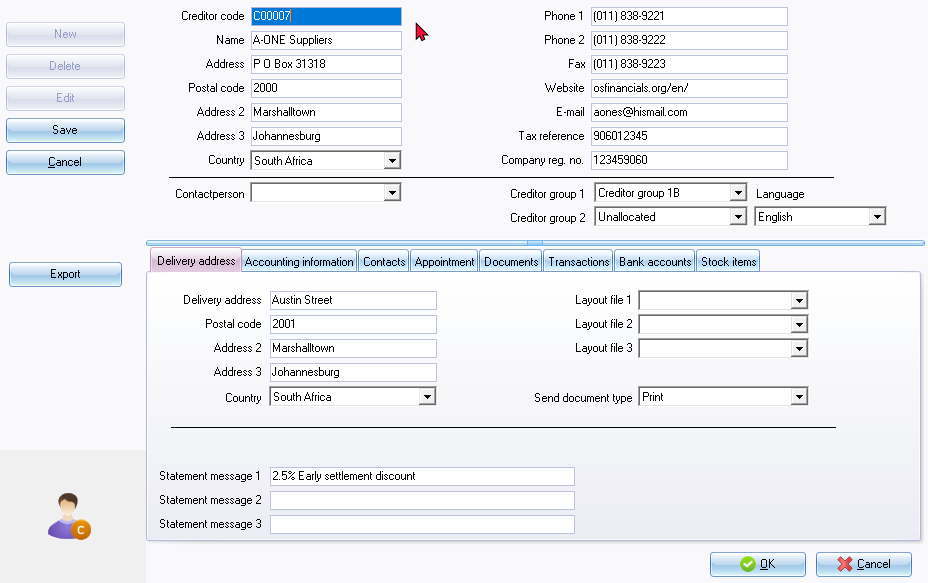 New
Delete
Edit
Save
Cancel
Export
Creditor code C00007
Name A-ONE Suppliers
Address P O Box 31318
Postal code 2000
Address 2 Marshalltown
Address 3 Johannesburg
Country South Africa
Contactperson
Phone 1 (011) 838-9221
Phone 2 (011) 838-9222
Fax (011) 838-9223
Website osfinancials.org/en/
E-mail aones@hismail.com
Tax reference 906012345
Company reg. no. 123459060
Creditor group 1 Creditor group 1B Language
Creditor group 2 Unallocated English
Delivery address Accounting information Contacts Appointment Documents Transactions Bank accounts Stock items
Delivery address Austin Street
Postal code 2001
Address 2 Marshalltown
Address 3 Johannesburg
Country South Africa
Layout file 1
Layout file 2
Layout file 3
Send document type Print
Statement message 1 2.5% Early settlement discount
Statement message 2
Statement message 3
C
OK Cancel